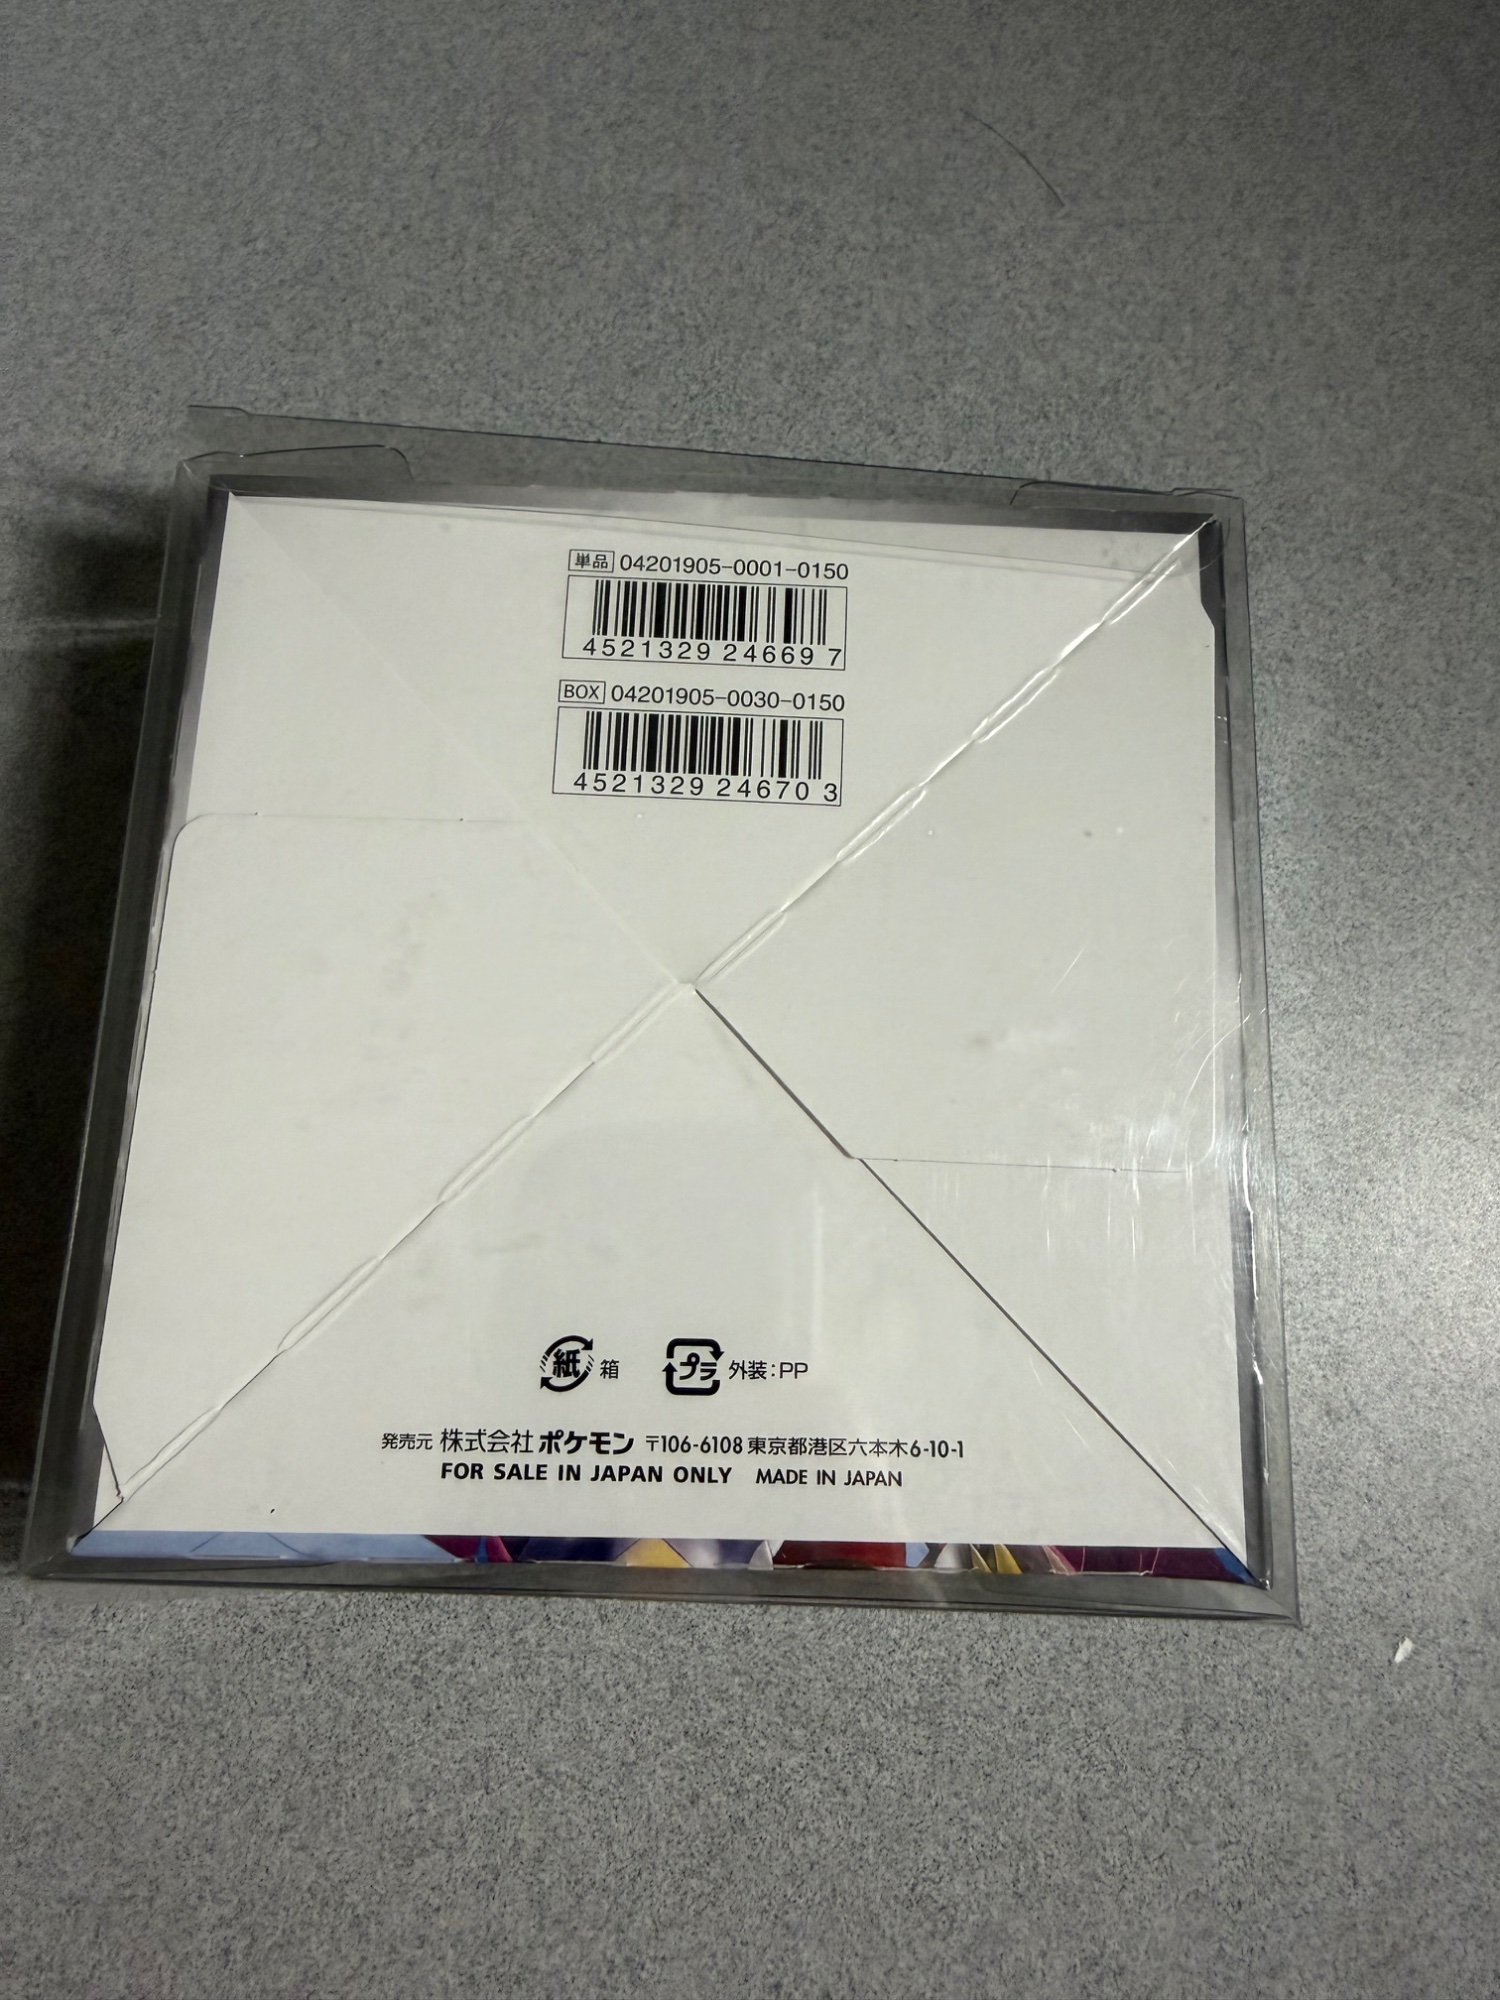 単品 04201905-0001-0150
4521329 24669 7
BOX 04201905-0030-0150
4521329 24670 3
紙 箱 プラ 外装:PP
発売元 株式会社 ポケモン 〒106-6108 東京都港区六本木6-10-1
FOR SALE IN JAPAN ONLY MADE IN JAPAN